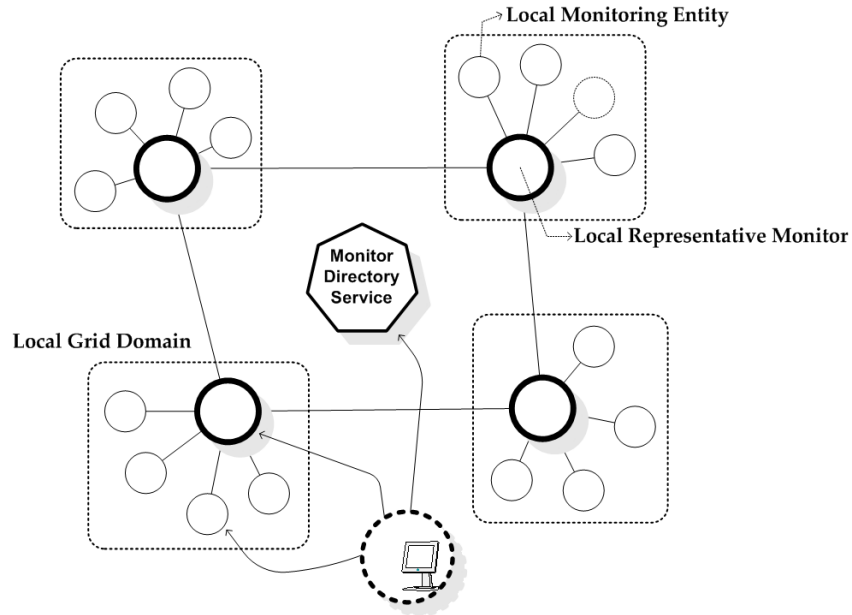 Local Monitoring Entity
Local Representative Monitor
Monitor
Directory
Service
Local Grid Domain